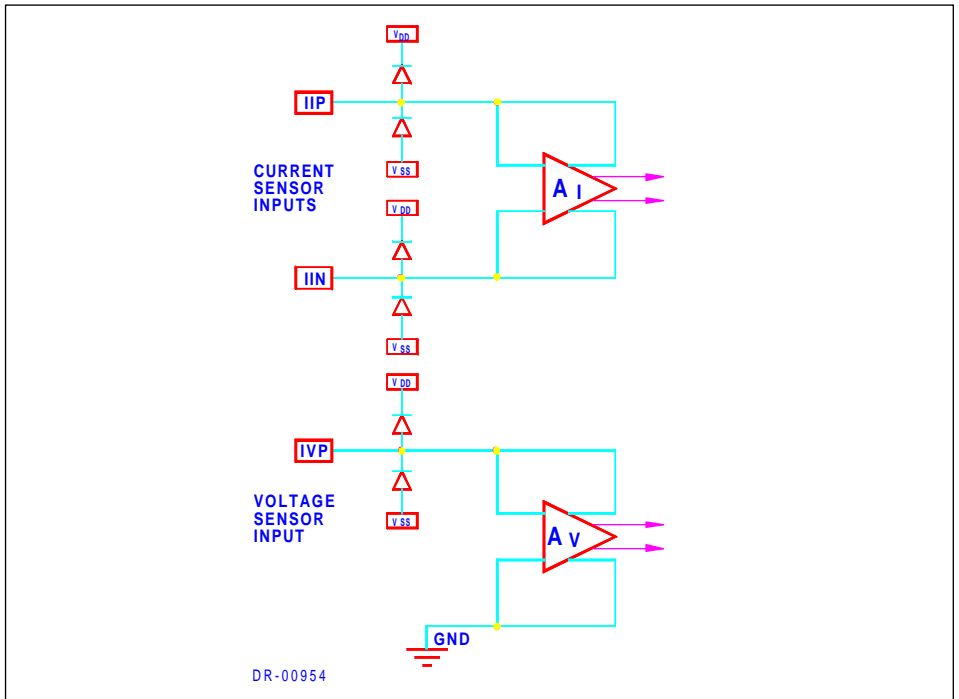 VDD
IIP
CURRENT
SENSOR
INPUTS
VSS
VDD
A I
IIN
VSS
VDD
IVP
VOLTAGE
SENSOR
INPUT
VSS
A V
GND
DR-00954